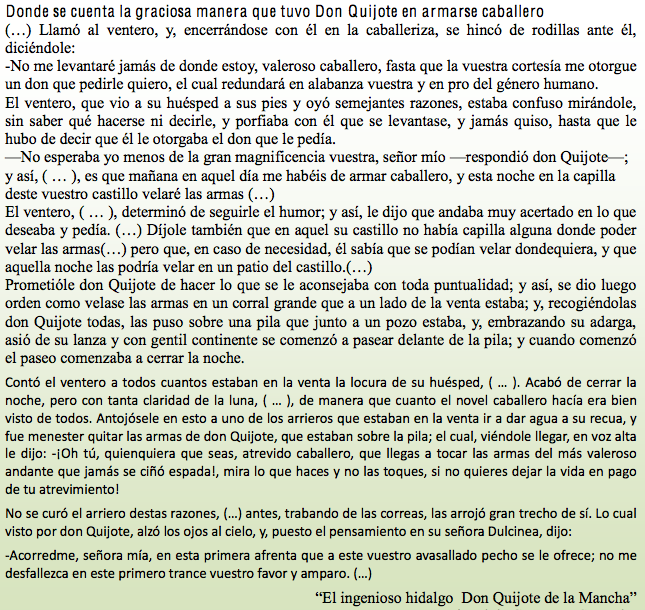 Donde se cuenta la graciosa manera que tuvo Don Quijote en armarse caballero
(…) Llamó al ventero, y, encerrándose con él en la caballeriza, se hincó de rodillas ante él,
diciéndole:
-No me levantaré jamás de donde estoy, valeroso caballero, fasta que la vuestra cortesía me otorgue
un don que pedirle quiero, el cual redundará en alabanza vuestra y en pro del género humano.
El ventero, que vio a su huésped a sus pies y oyó semejantes razones, estaba confuso mirándole,
sin saber qué hacerse ni decirle, y porfiaba con él que se levantase, y jamás quiso, hasta que le
hubo de decir que él le otorgaba el don que le pedía.
—No esperaba yo menos de la gran magnificencia vuestra, señor mío —respondió don Quijote—;
y así, ( … ), es que mañana en aquel día me habéis de armar caballero, y esta noche en la capilla
deste vuestro castillo velaré las armas (…)
El ventero, ( … ), determinó de seguirle el humor; y así, le dijo que andaba muy acertado en lo que
deseaba y pedía. (…) Díjole también que en aquel su castillo no había capilla alguna donde poder
velar las armas(…) pero que, en caso de necesidad, él sabía que se podían velar dondequiera, y que
aquella noche las podría velar en un patio del castillo.(…)
Prometióle don Quijote de hacer lo que se le aconsejaba con toda puntualidad; y así, se dio luego
orden como velase las armas en un corral grande que a un lado de la venta estaba; y, recogiéndolas
don Quijote todas, las puso sobre una pila que junto a un pozo estaba, y, embrazando su adarga,
asió de su lanza y con gentil continente se comenzó a pasear delante de la pila; y cuando comenzó
el paseo comenzaba a cerrar la noche.
Contó el ventero a todos cuantos estaban en la venta la locura de su huésped, ( … ). Acabó de cerrar la
noche, pero con tanta claridad de la luna, ( … ), de manera que cuanto el novel caballero hacía era bien
visto de todos. Antojósele en esto a uno de los arrieros que estaban en la venta ir a dar agua a su recua, y
fue menester quitar las armas de don Quijote, que estaban sobre la pila; el cual, viéndole llegar, en voz alta
le dijo: -¡Oh tú, quienquiera que seas, atrevido caballero, que llegas a tocar las armas del más valeroso
andante que jamás se ciñó espada!, mira lo que haces y no las toques, si no quieres dejar la vida en pago
de tu atrevimiento!
No se curó el arriero destas razones, (…) antes, trabando de las correas, las arrojó gran trecho de sí. Lo cual
visto por don Quijote, alzó los ojos al cielo, y, puesto el pensamiento en su señora Dulcinea, dijo:
-Acorredme, señora mía, en esta primera afrenta que a este vuestro avasallado pecho se le ofrece; no me
desfallezca en este primero trance vuestro favor y amparo. (…)
“El ingenioso hidalgo Don Quijote de la Mancha”